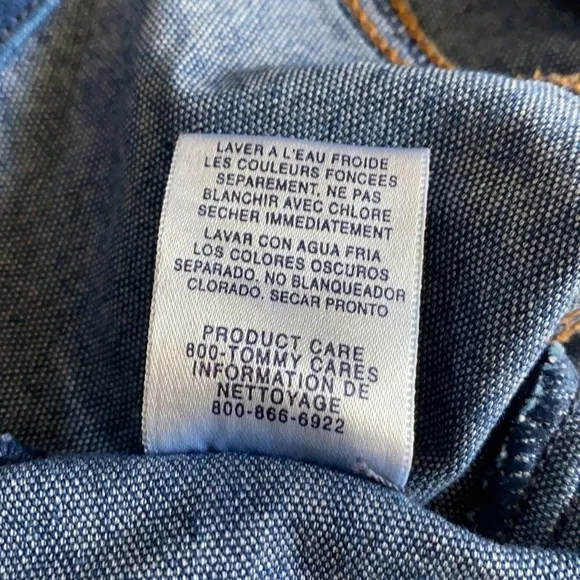 LAVER A L'EAU FROIDE
LES COULEURS FONCEES
SEPAREMENT. NE PAS
BLANCHIR AVEC CHLORE
SECHER IMMEDIATEMENT
LAVAR CON AGUA FRIA
LOS COLORES OSCUROS
SEPARADO. NO BLANQUEADOR
CLORADO. SECAR PRONTO
PRODUCT CARE
800-TOMMY CARES
INFORMATION DE
NETTOYAGE
800-866-6922